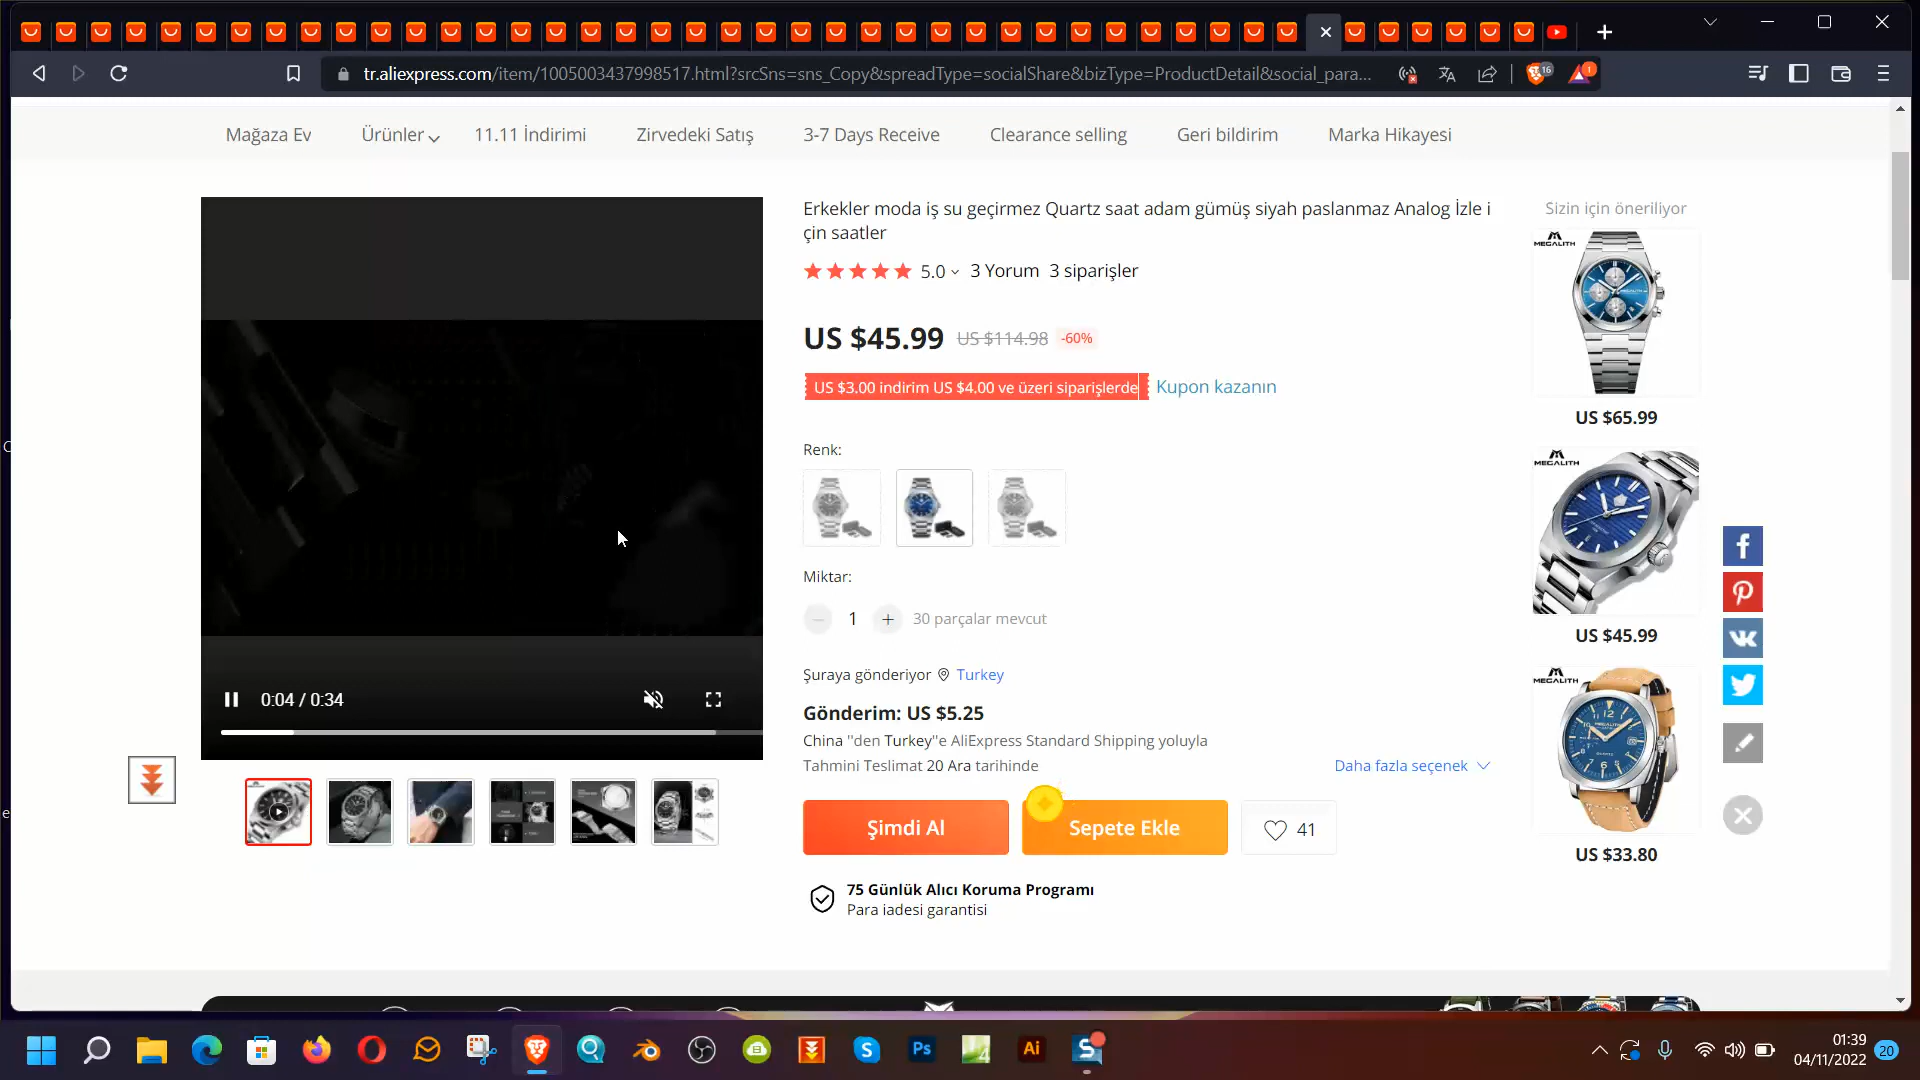 tr.aliexpress.com/item/1005003437998517.html?srcSns=sns_Copy&spreadType=socialShare&bizType=ProductDetail&social_para...
16
1
Mağaza Ev
Ürünler
11.11 İndirimi
Zirvedeki Satış
3-7 Days Receive
Clearance selling
Geri bildirim
Marka Hikayesi
Erkekler moda iş su geçirmez Quartz saat adam gümüş siyah paslanmaz Analog İzle i
çin saatler
5.0
3 Yorum
3 siparişler
US $45.99
US $114.98
-60%
US $3.00 indirim US $4.00 ve üzeri siparişlerde
Kupon kazanın
Renk:
Miktar:
1
30 parçalar mevcut
Şuraya gönderiyor
Turkey
Gönderim: US $5.25
China "den Turkey"e AliExpress Standard Shipping yoluyla
Tahmini Teslimat 20 Ara tarihinde
Daha fazla seçenek
Şimdi Al
Sepete Ekle
41
75 Günlük Alıcı Koruma Programı
Para iadesi garantisi
0:04 / 0:34
Sizin için öneriliyor
MEGALITH
US $65.99
MEGALITH
US $45.99
MEGALITH
US $33.80
Ps
Ai
01:39
04/11/2022
20